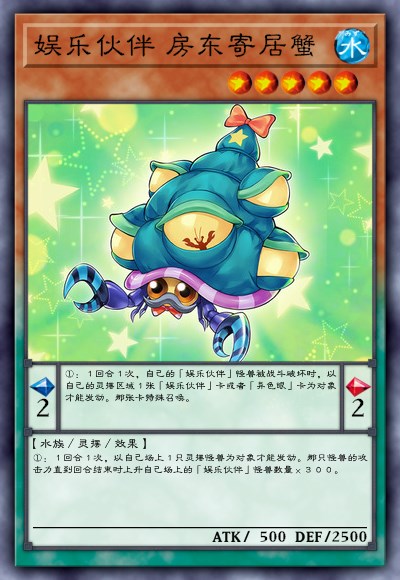 娱乐伙伴 房东寄居蟹
水
①：1回合1次，自己的「娱乐伙伴」怪兽被战斗破坏时，以
自己的灵摆区域1张「娱乐伙伴」卡或者「异色眼」卡为对象
才能发动。那张卡特殊召唤。
2
2
【水族／灵摆／效果】
①：1回合1次，以自己场上1只灵摆怪兽为对象才能发动。那只怪兽的攻
击力直到回合结束时上升自己场上的「娱乐伙伴」怪兽数量×３００。
ATK/ 500 DEF/2500